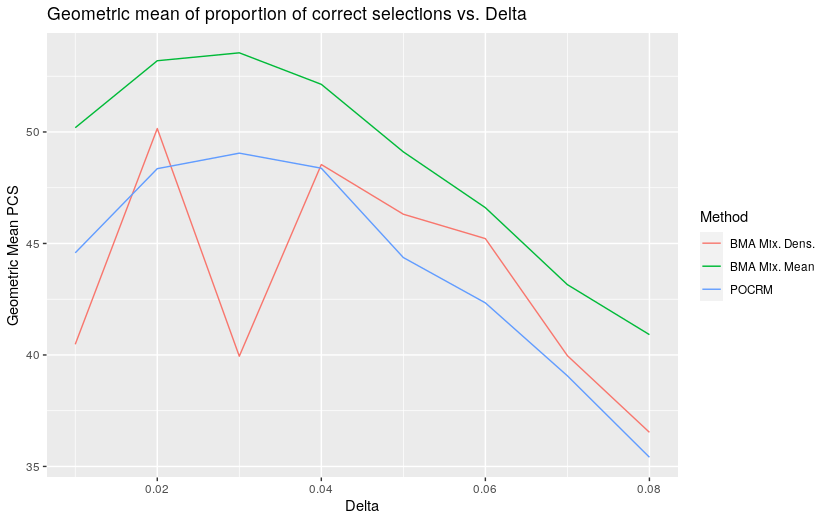 Geometric mean of proportion of correct selections vs. Delta
Geometric Mean PCS
50
45
40
35
0.02
0.04
0.06
0.08
Delta
Method
BMA Mix. Dens.
BMA Mix. Mean
POCRM